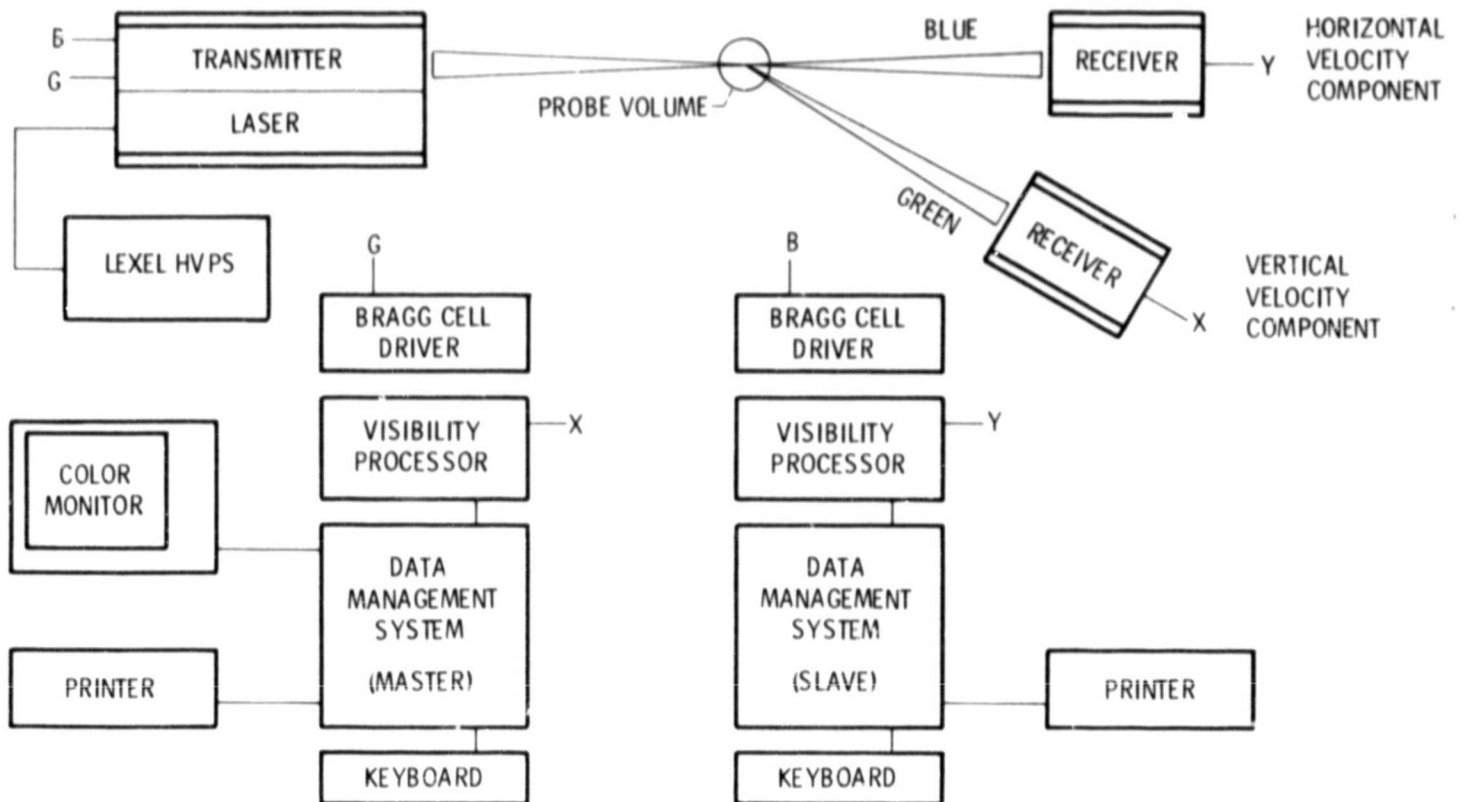 B
G
TRANSMITTER
LASER
PROBE VOLUME
BLUE
RECEIVER
Y
HORIZONTAL
VELOCITY
COMPONENT
GREEN
RECEIVER
X
VERTICAL
VELOCITY
COMPONENT
LEXEL HVPS
G
BRAGG CELL
DRIVER
VISIBILITY
PROCESSOR
X
COLOR
MONITOR
DATA
MANAGEMENT
SYSTEM
(MASTER)
PRINTER
KEYBOARD
B
BRAGG CELL
DRIVER
VISIBILITY
PROCESSOR
Y
DATA
MANAGEMENT
SYSTEM
(SLAVE)
PRINTER
KEYBOARD